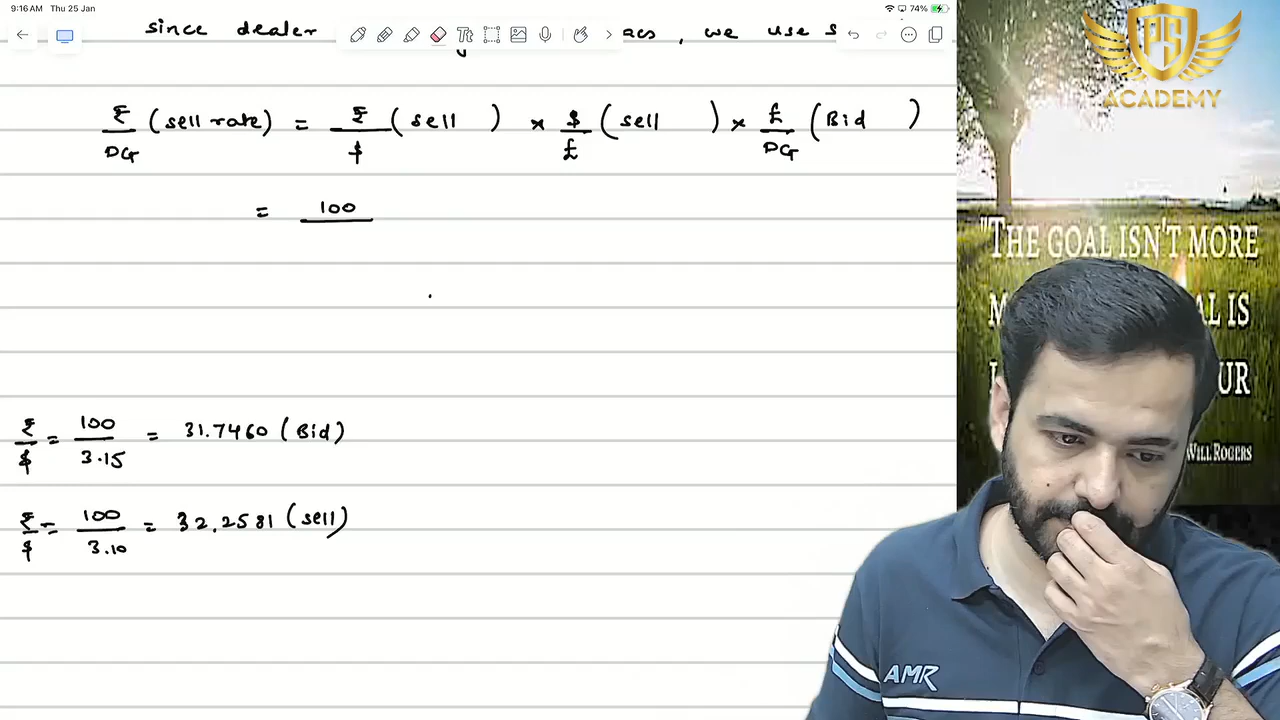 9:16 AM Thu 25 Jan
74%
since dealer , we use
₹/DG (sell rate) = ₹/$ (sell ) × $/£ (sell ) × £/DG (Bid )
= 100
₹/$ = 100/3.15 = 31.7460 (Bid)
₹/$ = 100/3.10 = 32.2581 (sell)
PS
ACADEMY
"THE GOAL ISN'T MORE
WILL ROGERS
AMR